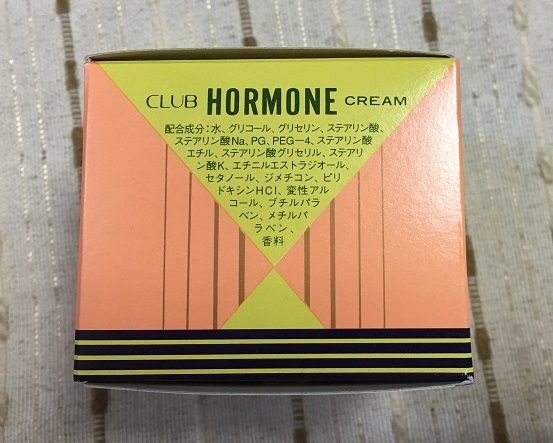 CLUB HORMONE CREAM
配合成分:水、グリコール、グリセリン、ステアリン酸、
ステアリン酸Na、PG、PEG-4、ステアリン酸
エチル、ステアリン酸グリセリル、ステアリ
ン酸K、エチニルエストラジオール、
セタノール、ジメチコン、ピリ
ドキシンHCl、変性アル
コール、ブチルパラ
ベン、メチルパ
ラベン、
香料